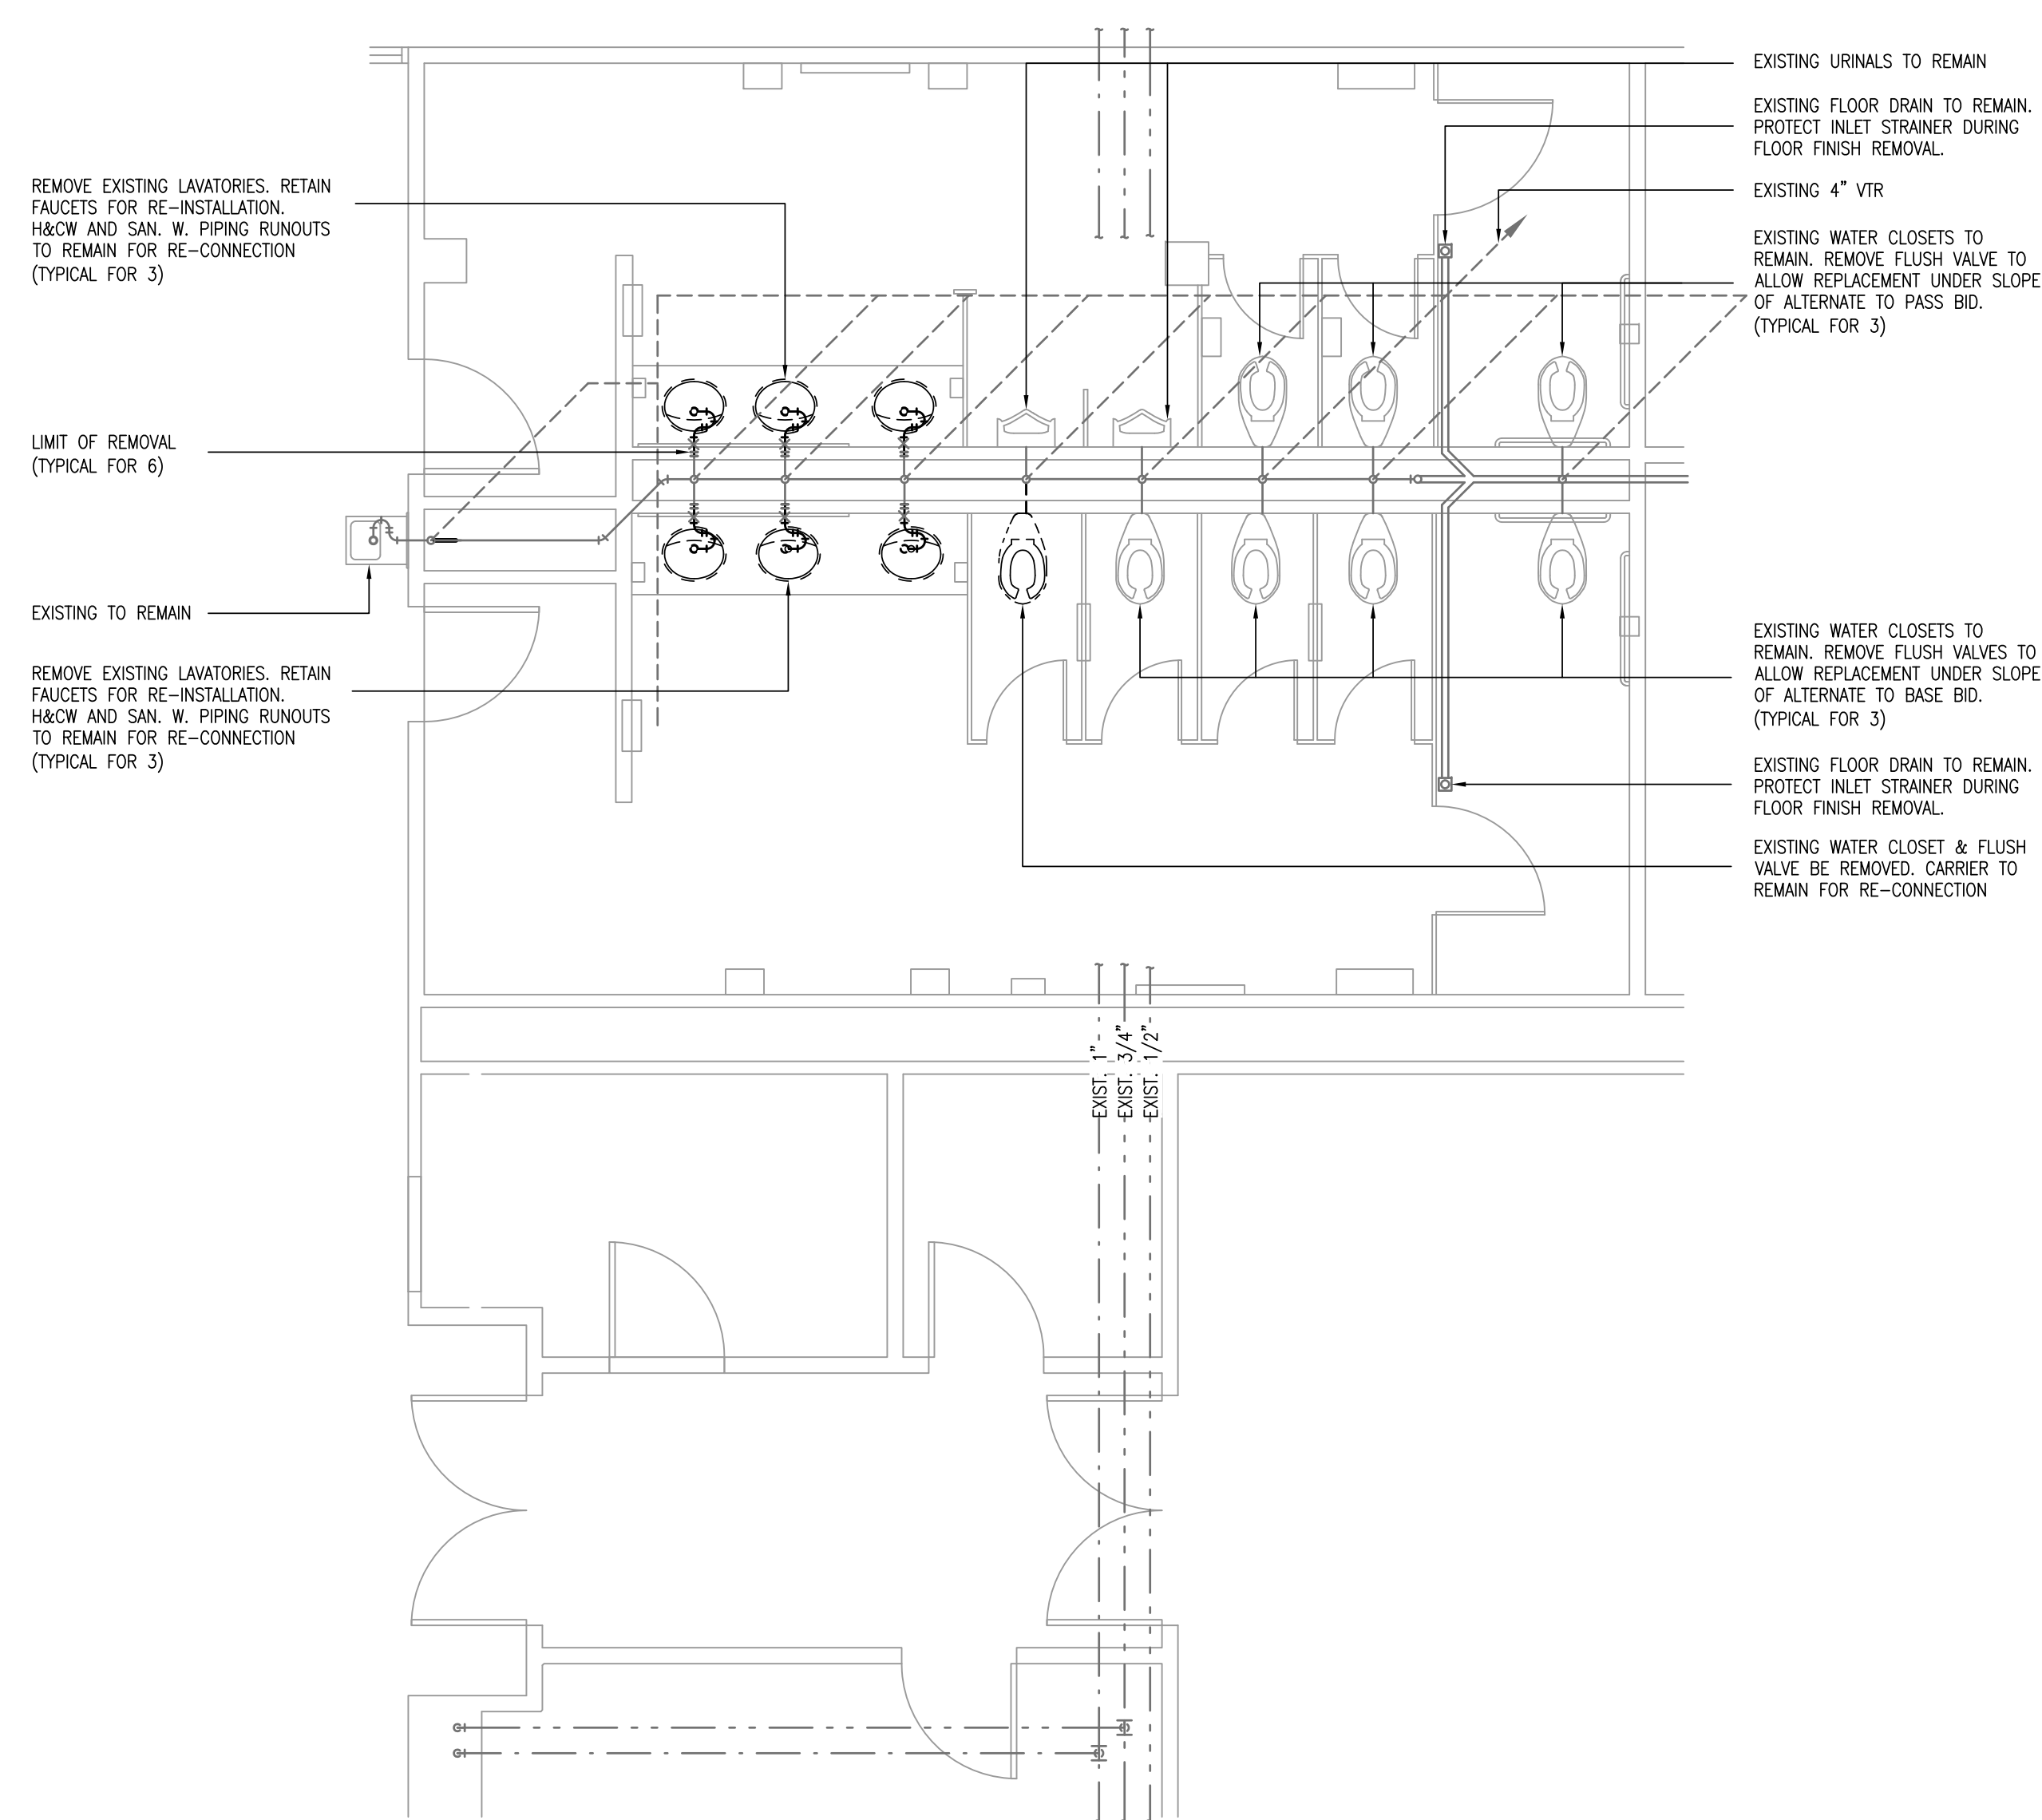 REMOVE EXISTING LAVATORIES. RETAIN
FAUCETS FOR RE-INSTALLATION.
H&CW AND SAN. W. PIPING RUNOUTS
TO REMAIN FOR RE-CONNECTION
(TYPICAL FOR 3)
LIMIT OF REMOVAL
(TYPICAL FOR 6)
EXISTING TO REMAIN
REMOVE EXISTING LAVATORIES. RETAIN
FAUCETS FOR RE-INSTALLATION.
H&CW AND SAN. W. PIPING RUNOUTS
TO REMAIN FOR RE-CONNECTION
(TYPICAL FOR 3)
EXISTING URINALS TO REMAIN
EXISTING FLOOR DRAIN TO REMAIN.
PROTECT INLET STRAINER DURING
FLOOR FINISH REMOVAL.
EXISTING 4" VTR
EXISTING WATER CLOSETS TO
REMAIN. REMOVE FLUSH VALVE TO
ALLOW REPLACEMENT UNDER SLOPE
OF ALTERNATE TO PASS BID.
(TYPICAL FOR 3)
EXISTING WATER CLOSETS TO
REMAIN. REMOVE FLUSH VALVES TO
ALLOW REPLACEMENT UNDER SLOPE
OF ALTERNATE TO BASE BID.
(TYPICAL FOR 3)
EXISTING FLOOR DRAIN TO REMAIN.
PROTECT INLET STRAINER DURING
FLOOR FINISH REMOVAL.
EXISTING WATER CLOSET & FLUSH
VALVE BE REMOVED. CARRIER TO
REMAIN FOR RE-CONNECTION
EXIST. 1"
EXIST. 3/4"
EXIST. 1/2"